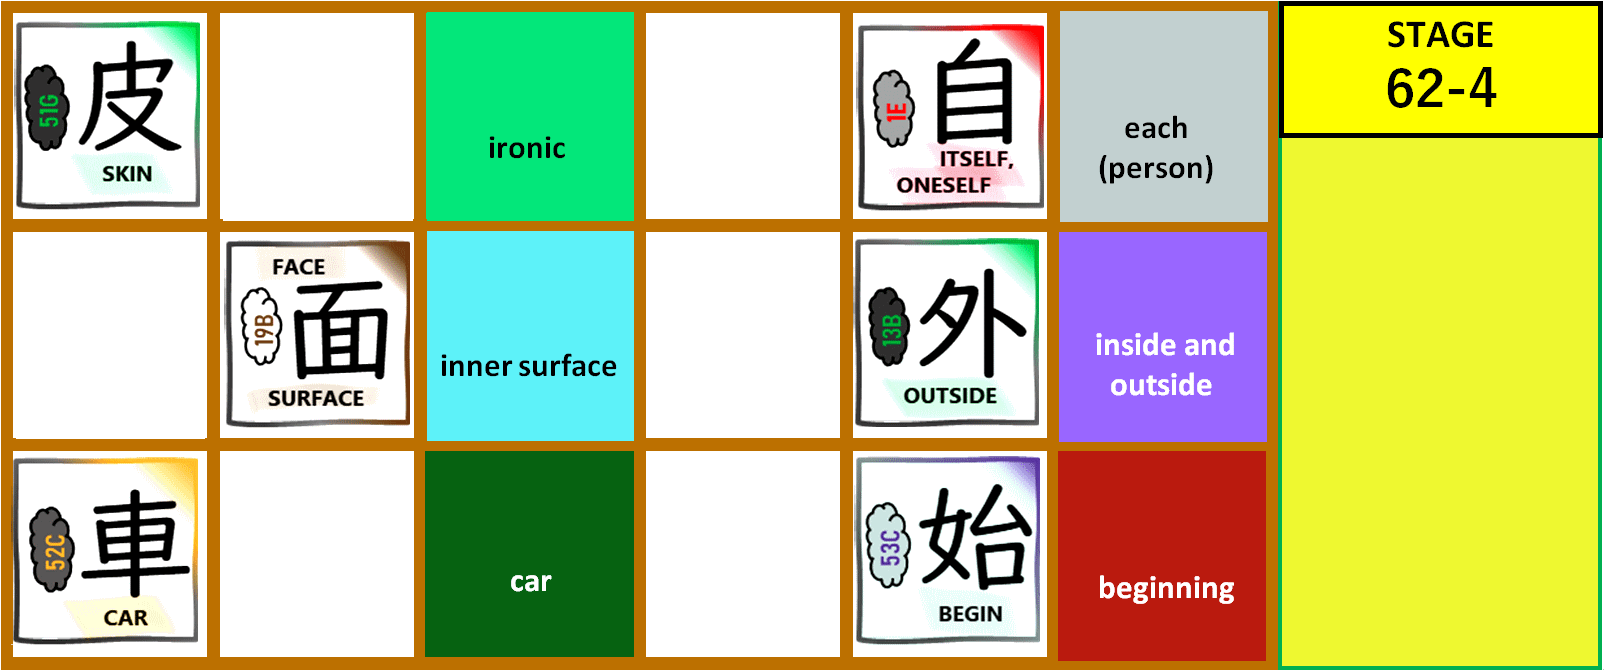 51G
皮
SKIN
ironic
1E
自
ITSELF,
ONESELF
each
(person)
STAGE
62-4
FACE
19B
面
SURFACE
inner surface
13B
外
OUTSIDE
inside and
outside
52C
車
CAR
car
53C
始
BEGIN
beginning